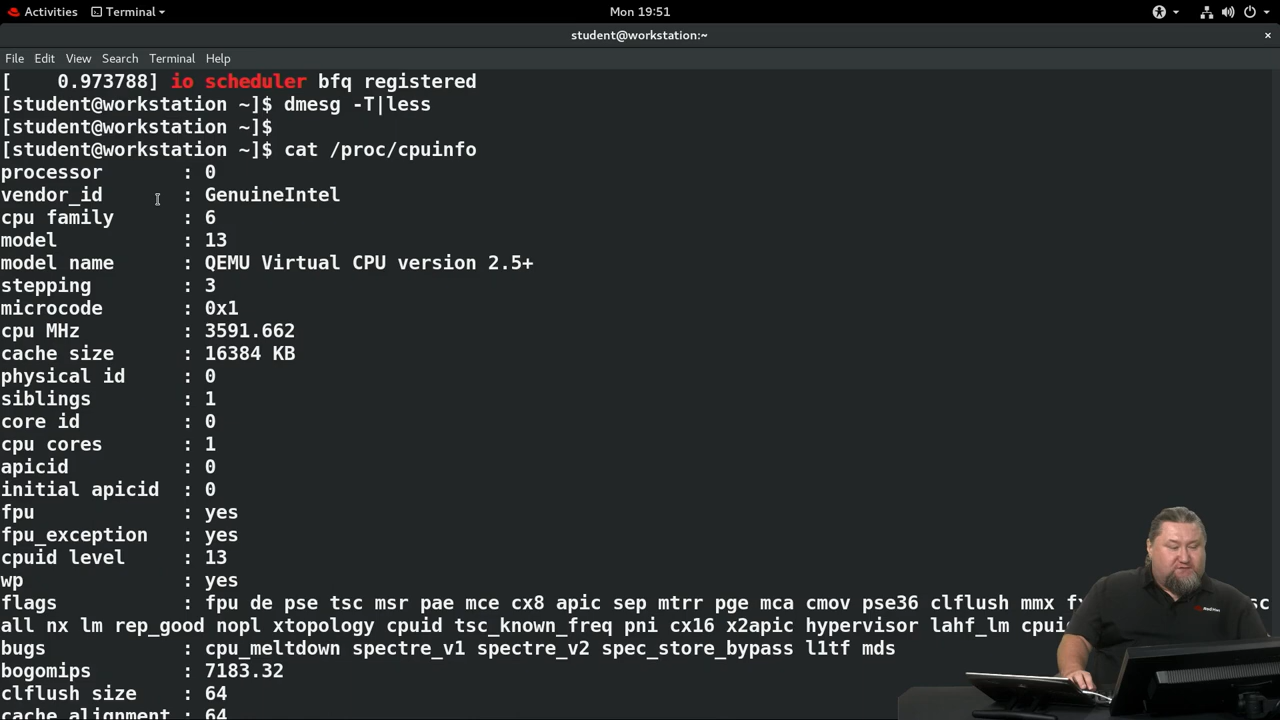 Activities Terminal Mon 19:51
student@workstation:~ ×
File Edit View Search Terminal Help
[    0.973788] io scheduler bfq registered
[student@workstation ~]$ dmesg -T|less
[student@workstation ~]$
[student@workstation ~]$ cat /proc/cpuinfo
processor       : 0
vendor_id       : GenuineIntel
cpu family      : 6
model           : 13
model name      : QEMU Virtual CPU version 2.5+
stepping        : 3
microcode       : 0x1
cpu MHz         : 3591.662
cache size      : 16384 KB
physical id     : 0
siblings        : 1
core id         : 0
cpu cores       : 1
apicid          : 0
initial apicid  : 0
fpu             : yes
fpu_exception   : yes
cpuid level     : 13
wp              : yes
flags           : fpu de pse tsc msr pae mce cx8 apic sep mtrr pge mca cmov pse36 clflush mmx
all nx lm rep_good nopl xtopology cpuid tsc_known_freq pni cx16 x2apic hypervisor lahf_lm
bugs            : cpu_meltdown spectre_v1 spectre_v2 spec_store_bypass l1tf mds
bogomips        : 7183.32
clflush size    : 64
cache_alignment : 64